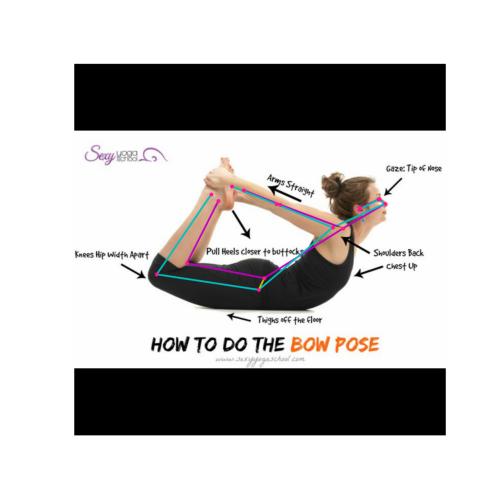 Sexy yoga school
Gaze: Tip of Nose
Arms Straight
Pull Heels closer to buttocks
Shoulders Back
Knees Hip Width Apart
Chest Up
Thighs off the floor
HOW TO DO THE BOW POSE
www.sexyyogaschool.com